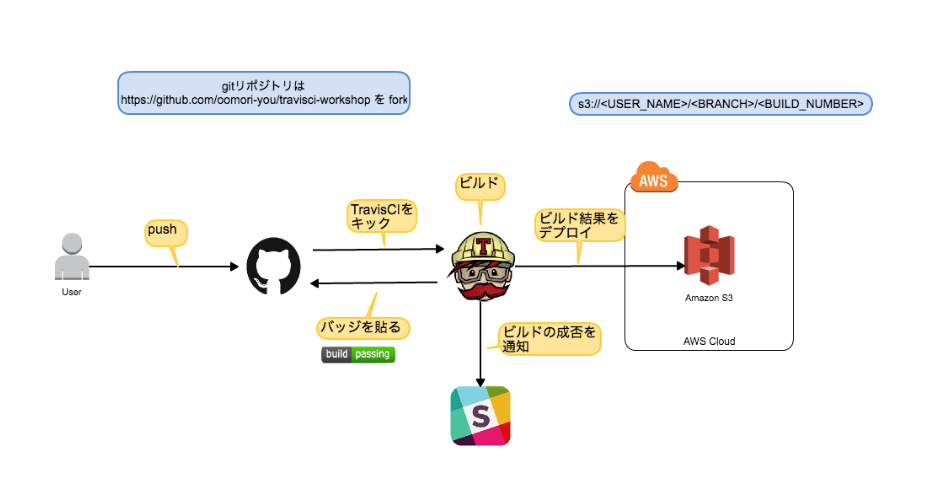 gitリポジトリは
https://github.com/oomori-you/travisci-workshop を fork
s3://<USER_NAME>/<BRANCH>/<BUILD_NUMBER>
ビルド
AWS
TravisCIを
キック
ビルド結果を
デプロイ
push
T
User
Amazon S3
バッジを貼る
ビルドの成否を
通知
build passing
AWS Cloud
S